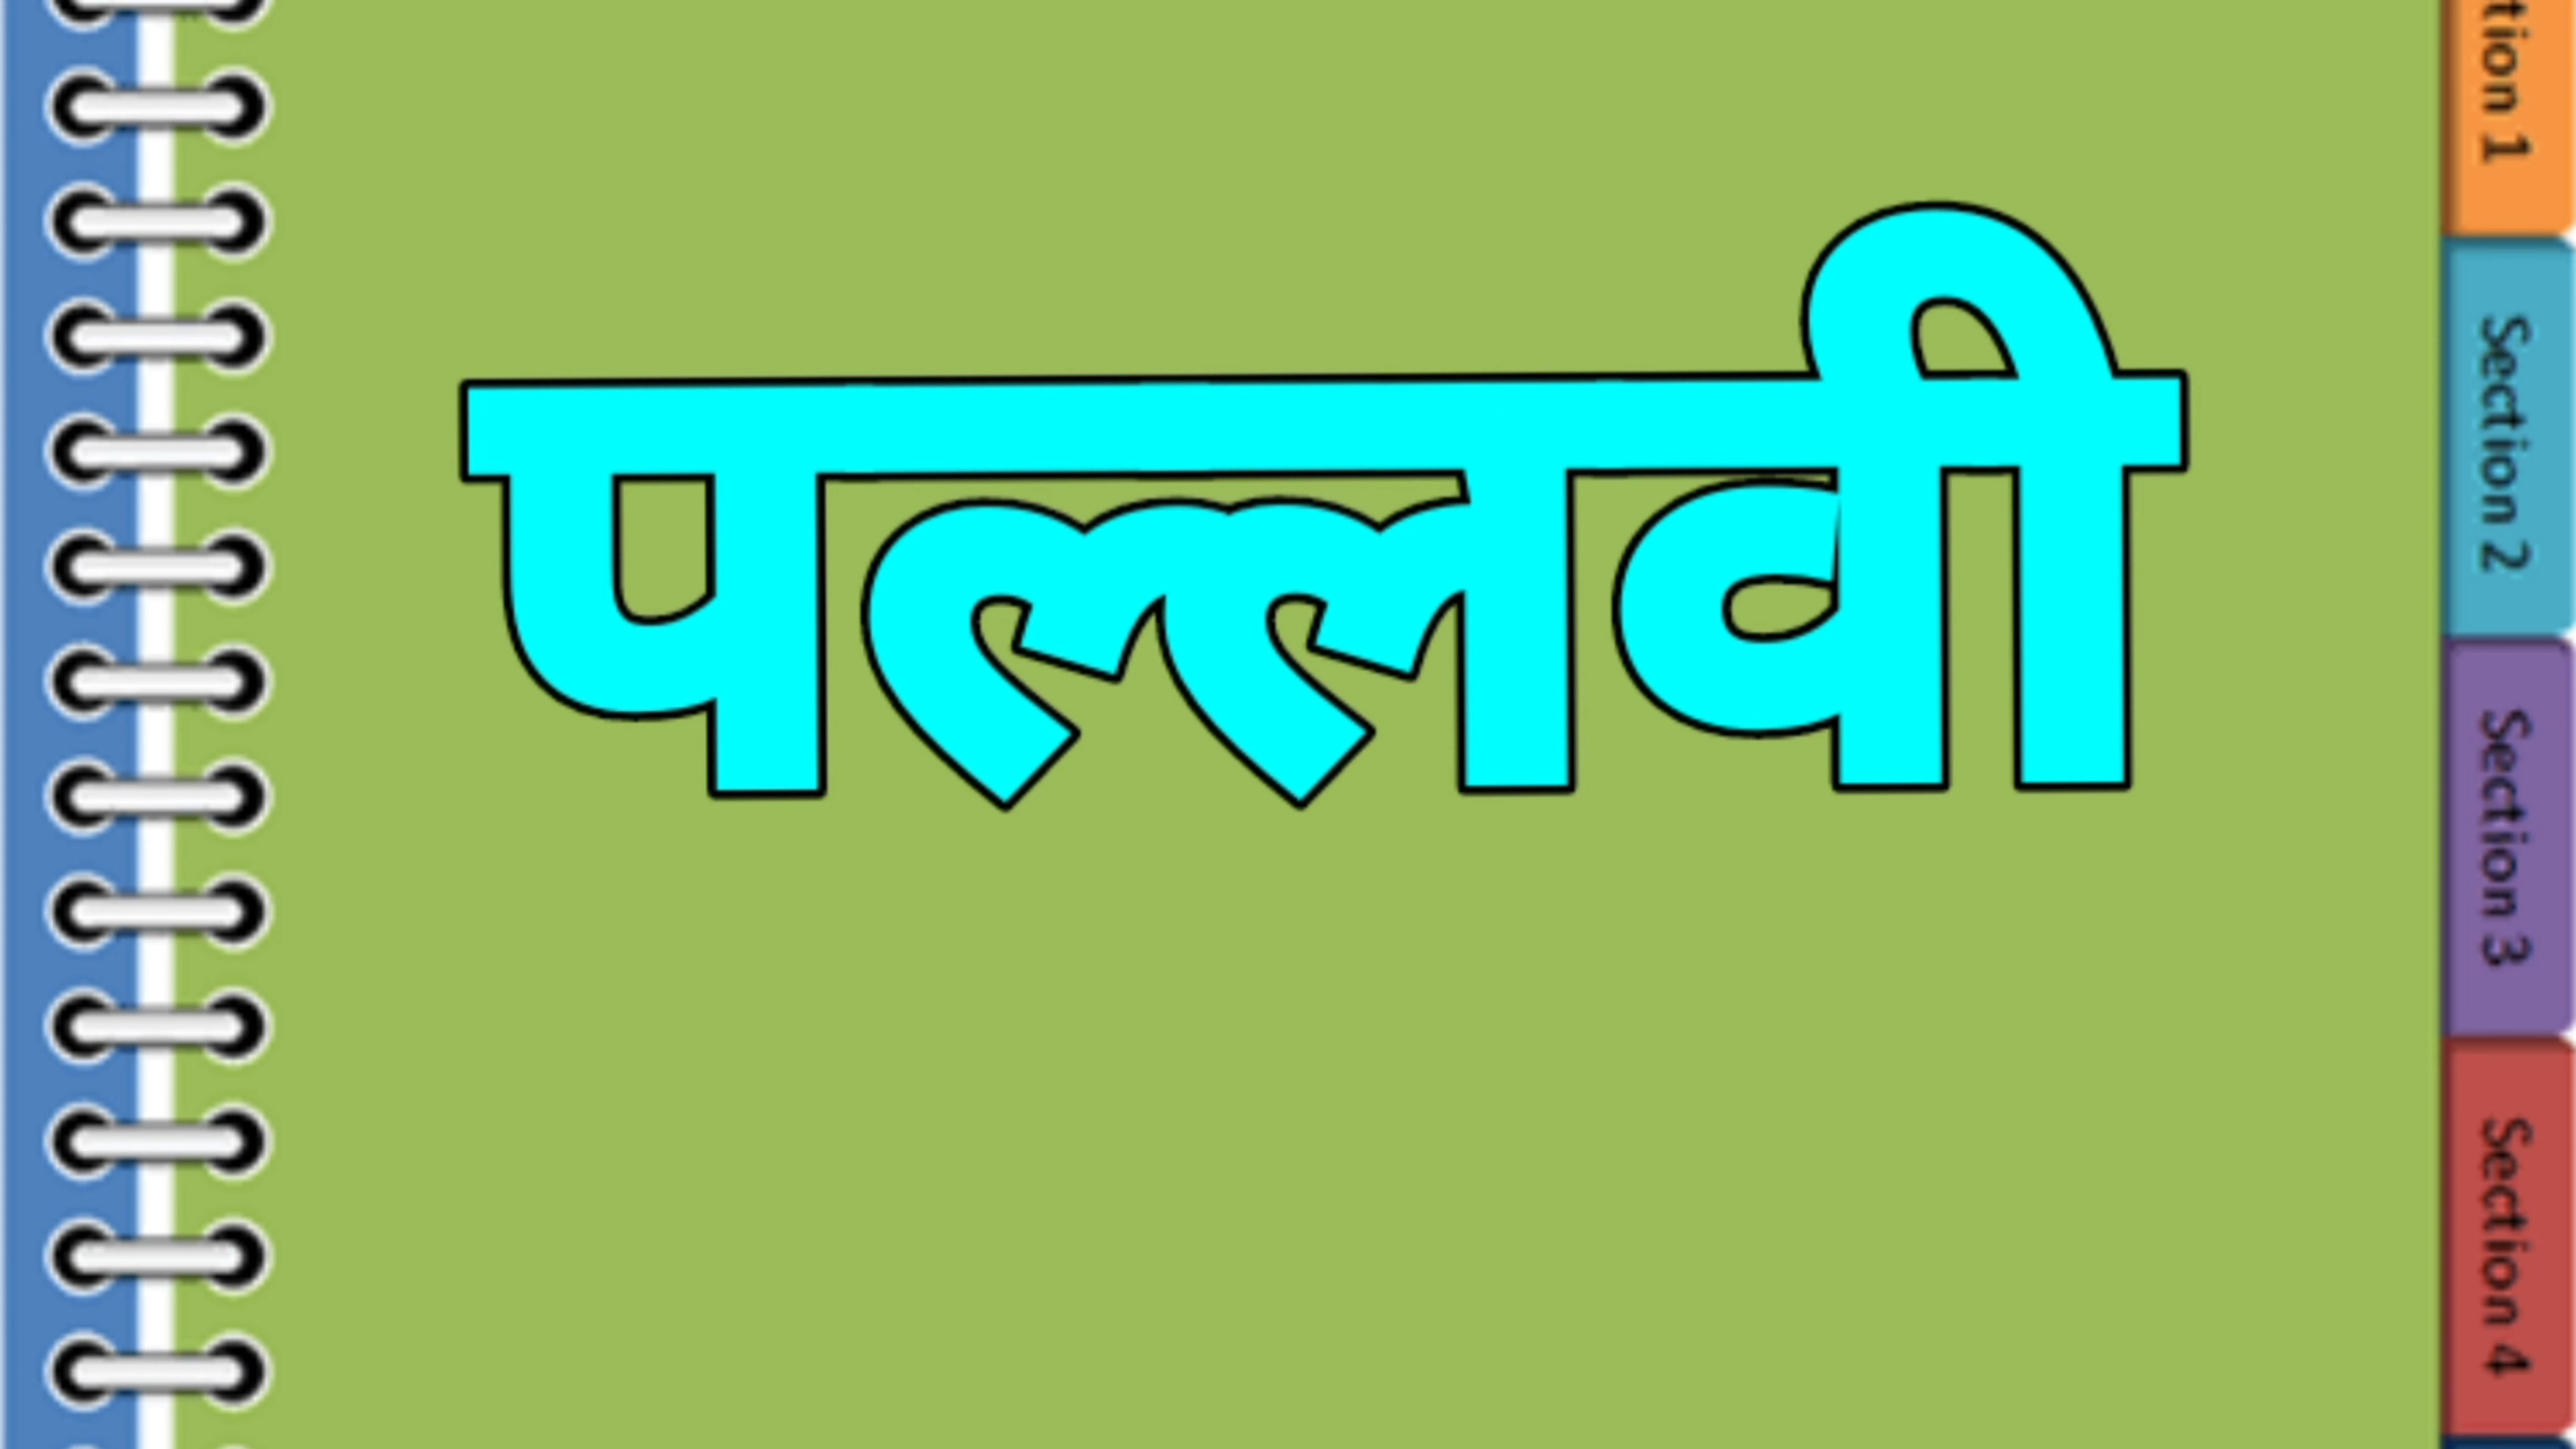 पल्लवी
tion 1
Section 2
Section 3
Section 4